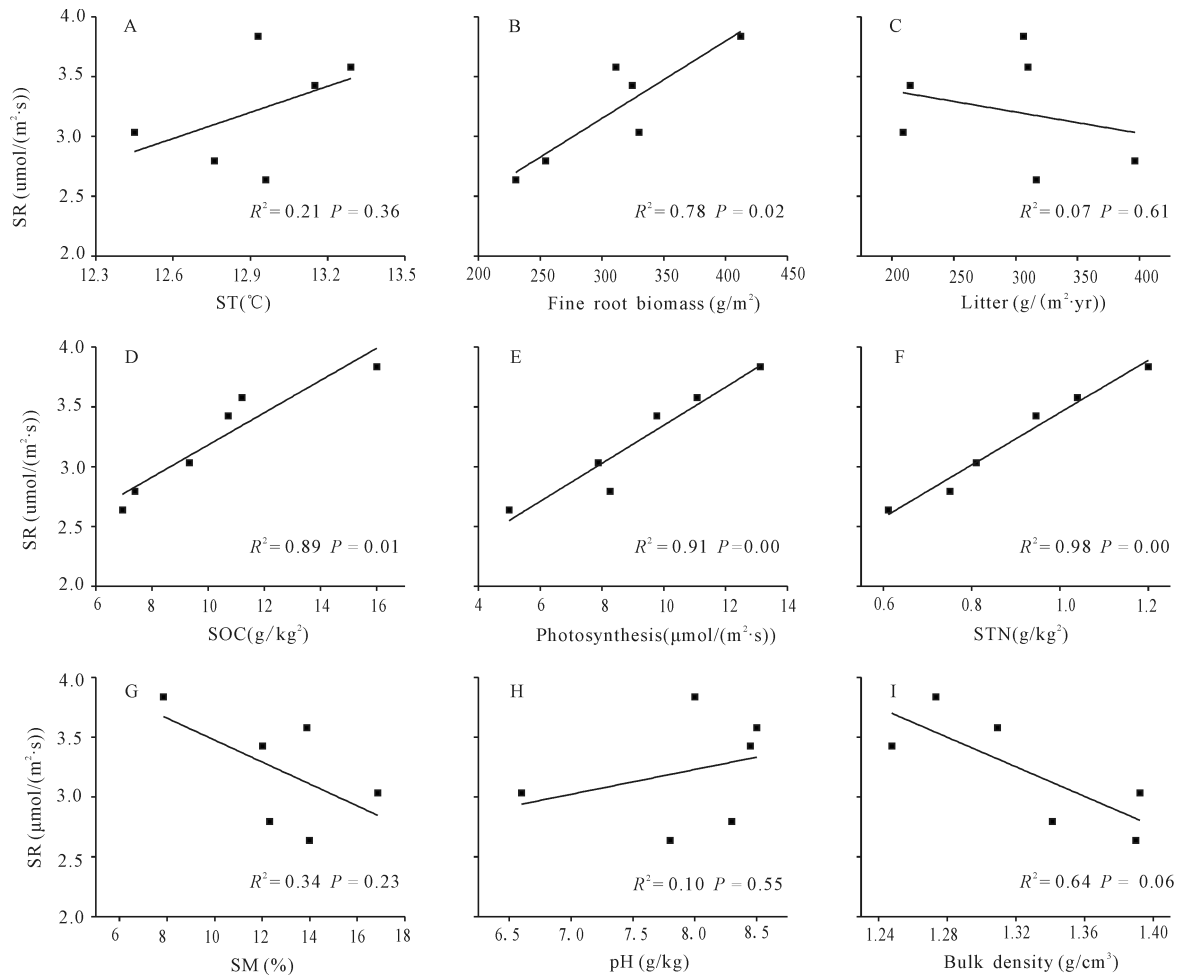 A
B
C
4.0
3.5
3.0
2.5
2.0
SR (umol/(m²·s))
R²=0.21 P = 0.36
R²=0.78 P = 0.02
R²=0.07 P = 0.61
12.3 12.6 12.9 13.2 13.5
200 250 300 350 400 450
200 250 300 350 400
ST(℃)
Fine root biomass (g/m²)
Litter (g/(m²·yr))
D
E
F
4.0
3.5
3.0
2.5
2.0
SR (umol/(m²·s))
R²=0.89 P = 0.01
R²=0.91 P=0.00
R²=0.98 P = 0.00
6 8 10 12 14 16
4 6 8 10 12 14
0.6 0.8 1.0 1.2
SOC(g/kg²)
Photosynthesis(μmol/(m²·s))
STN(g/kg²)
G
H
I
4.0
3.5
3.0
2.5
2.0
SR (μmol/(m²·s))
R²=0.34 P = 0.23
R²=0.10 P = 0.55
R²=0.64 P = 0.06
6 8 10 12 14 16 18
6.5 7.0 7.5 8.0 8.5
1.24 1.28 1.32 1.36 1.40
SM (%)
pH (g/kg)
Bulk density (g/cm³)